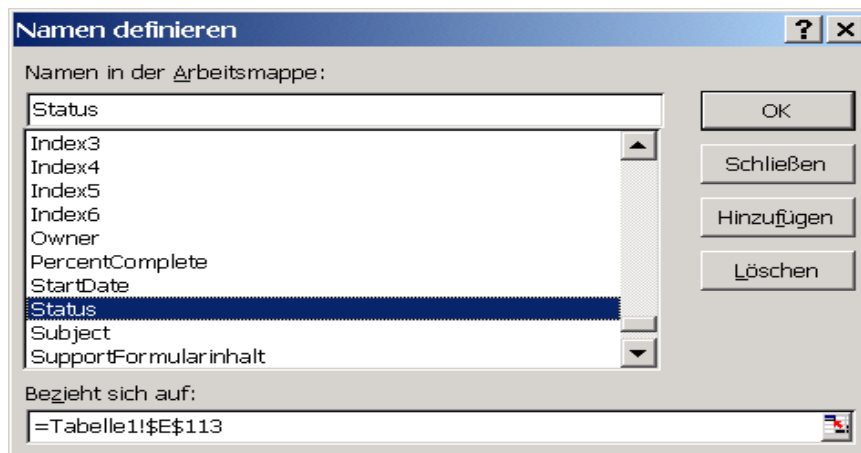 Namen definieren
Namen in der Arbeitsmappe:
Status
OK
Index3
Index4
Index5
Index6
Owner
PercentComplete
StartDate
Status
Subject
SupportFormularinhalt
Schließen
Hinzufügen
Löschen
Bezieht sich auf:
=Tabelle1!$E$113